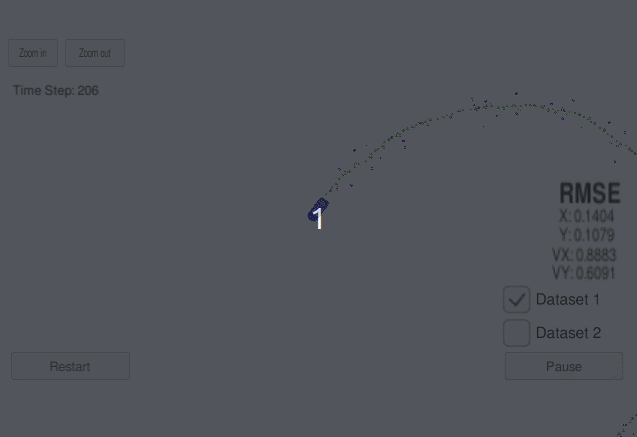 Zoom in
Zoom out
Time Step: 206
1
RMSE
X: 0.1404
Y: 0.1079
VX: 0.8883
VY: 0.6091
Dataset 1
Dataset 2
Restart
Pause